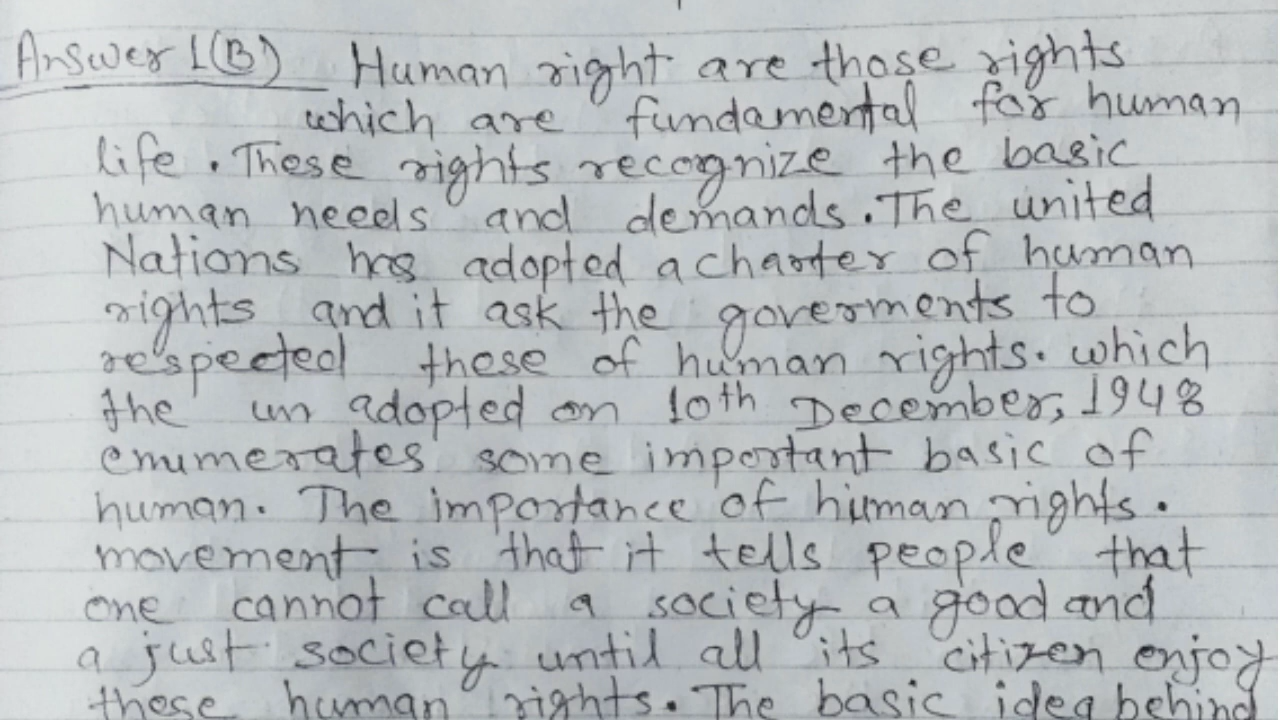 Answer 1(B) Human right are those rights
which are fundamental for human
life. These rights recognize the basic
human needs and demands. The united
Nations has adopted a charter of human
rights and it ask the goverments to
respected these of human rights. which
the un adopted on 10th December, 1948
enumerates some important basic of
human. The importance of human rights.
movement is that it tells people that
one cannot call a society a good and
a just society until all its citizen enjoy
these human rights. The basic idea behind